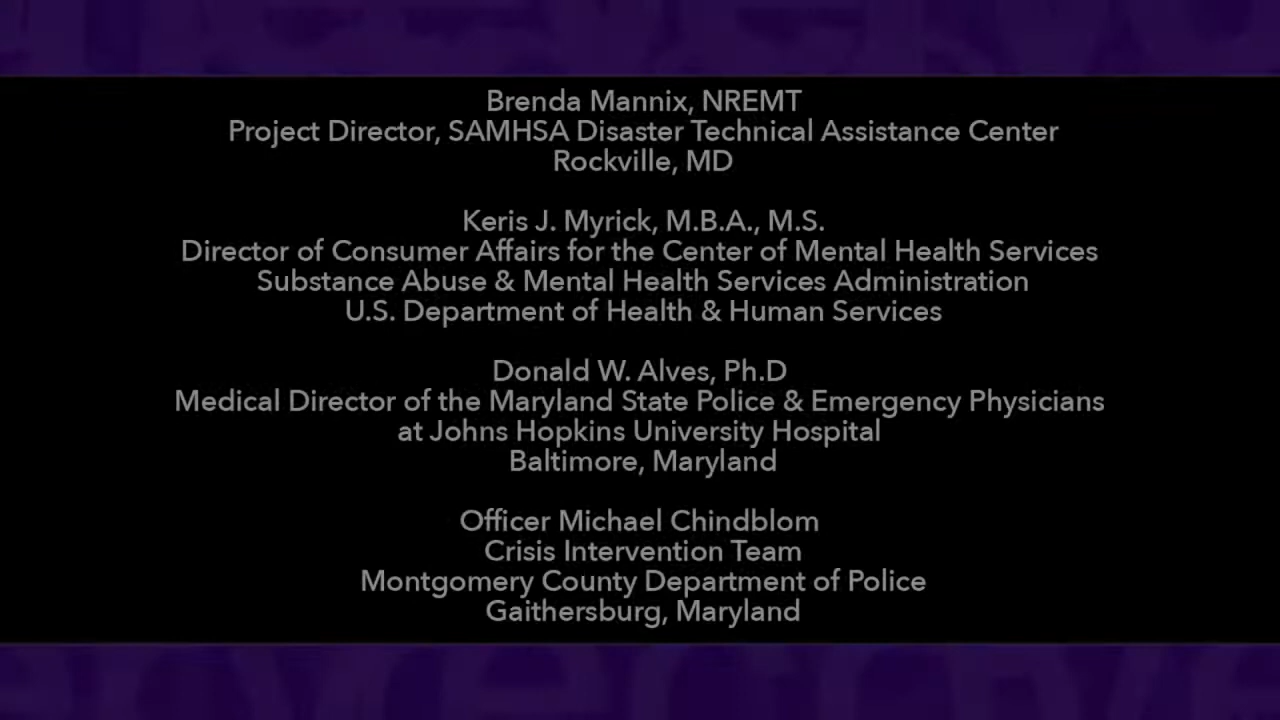 Brenda Mannix, NREMT
Project Director, SAMHSA Disaster Technical Assistance Center
Rockville, MD
Keris J. Myrick, M.B.A., M.S.
Director of Consumer Affairs for the Center of Mental Health Services
Substance Abuse & Mental Health Services Administration
U.S. Department of Health & Human Services
Donald W. Alves, Ph.D
Medical Director of the Maryland State Police & Emergency Physicians
at Johns Hopkins University Hospital
Baltimore, Maryland
Officer Michael Chindblom
Crisis Intervention Team
Montgomery County Department of Police
Gaithersburg, Maryland